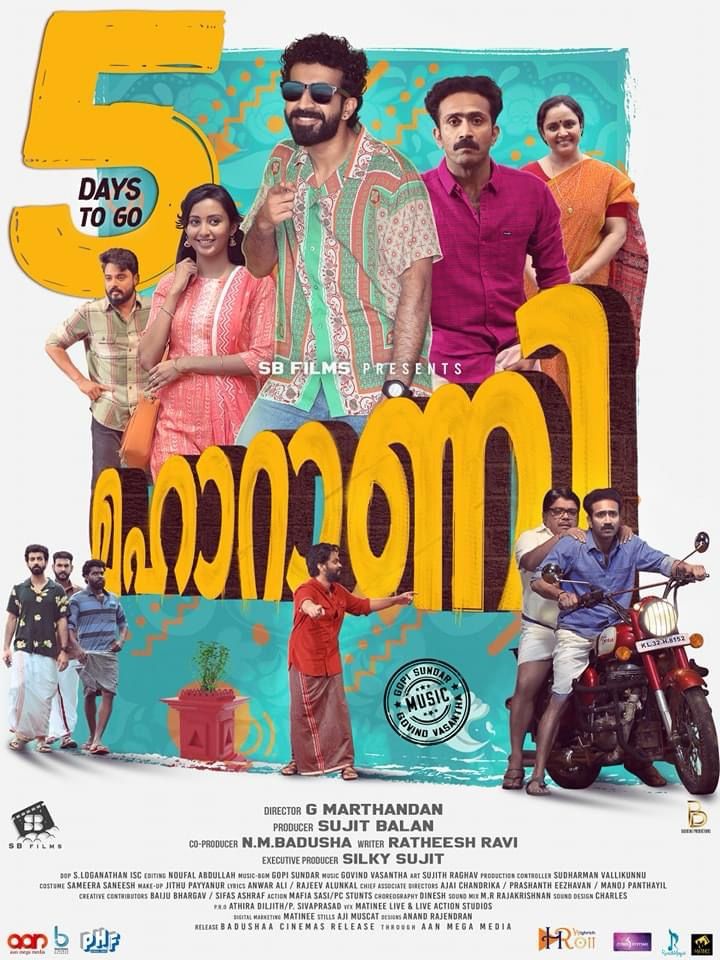 5
DAYS
TO GO
SB FILMS PRESENTS
മഹാറാണി
KL.32.H.8152
GOPI SUNDAR
MUSIC
GOVIND VASANTHA
DIRECTOR G MARTHANDAN
PRODUCER SUJIT BALAN
CO-PRODUCER N.M.BADUSHA WRITER RATHEESH RAVI
EXECUTIVE PRODUCER SILKY SUJIT
SB FILMS
DOP S.LOGANATHAN ISC EDITING NOUFAL ABDULLAH MUSIC-BGM GOPI SUNDAR MUSIC GOVIND VASANTHA ART SUJITH RAGHAV PRODUCTION CONTROLLER SUDHARMAN VALLIKUNNU
COSTUME SAMEERA SANEESH MAKE-UP JITHU PAYYANUR LYRICS ANWAR ALI / RAJEEV ALUNKAL CHIEF ASSOCIATE DIRECTORS AJAI CHANDRIKA / PRASHANTH EEZHAVAN / MANOJ PANTHAYIL
CREATIVE CONTRIBUTORS BAIJU BHARGAV / SIFAS ASHRAF ACTION MAFIA SASI/PC STUNTS CHOREOGRAPHY DINESH SOUND MIX M.R RAJAKRISHNAN SOUND DESIGN CHARLES
P.R.O ATHIRA DILJITH/P. SIVAPRASAD VFX MATINEE LIVE & LIVE ACTION STUDIOS
DIGITAL MARKETING MATINEE STILLS AJI MUSCAT DESIGNS ANAND RAJENDRAN
RELEASE BADUSHAA CINEMAS RELEASE THROUGH AAN MEGA MEDIA
aan
aan mega media
PHF